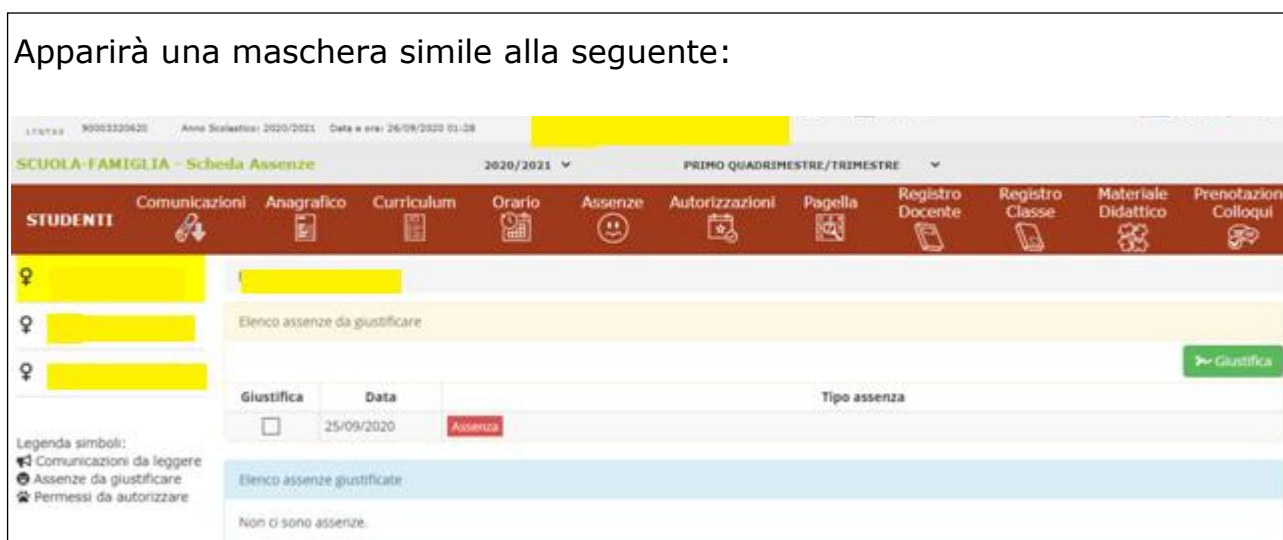 Apparirà una maschera simile alla seguente:
90003320620 Anno Scolastico: 2020/2021 Data e ora: 26/09/2020 01:28
SCUOLA-FAMIGLIA - Scheda Assenze 2020/2021 PRIMO QUADRIMESTRE/TRIMESTRE
STUDENTI Comunicazioni Anagrafico Curriculum Orario Assenze Autorizzazioni Pagella Registro Docente Registro Classe Materiale Didattico Prenotazion Colloqui
Elenco assenze da giustificare
Giustifica
Giustifica Data Tipo assenza
25/09/2020 Assenza
Legenda simboli:
Comunicazioni da leggere
Assenze da giustificare
Permessi da autorizzare
Elenco assenze giustificate
Non ci sono assenze.